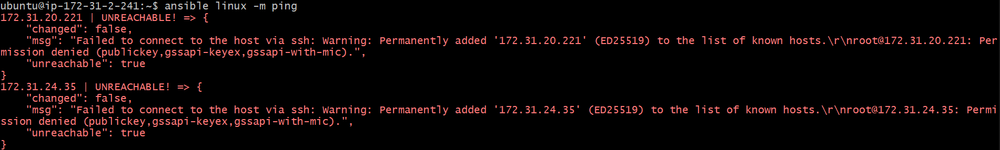 ubuntu@ip-172-31-2-241:~$ ansible linux -m ping
172.31.20.221 | UNREACHABLE! => {
    "changed": false,
    "msg": "Failed to connect to the host via ssh: Warning: Permanently added '172.31.20.221' (ED25519) to the list of known hosts.\r\nroot@172.31.20.221: Per
mission denied (publickey,gssapi-keyex,gssapi-with-mic).",
    "unreachable": true
}
172.31.24.35 | UNREACHABLE! => {
    "changed": false,
    "msg": "Failed to connect to the host via ssh: Warning: Permanently added '172.31.24.35' (ED25519) to the list of known hosts.\r\nroot@172.31.24.35: Permi
ssion denied (publickey,gssapi-keyex,gssapi-with-mic).",
    "unreachable": true
}